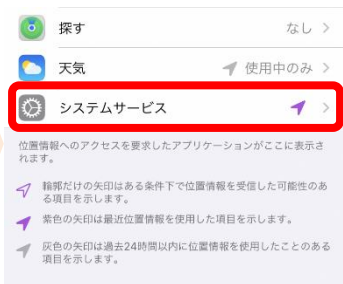 探す なし
天気 使用中のみ
システムサービス
位置情報へのアクセスを要求したアプリケーションがここに表示さ
れます。
輪郭だけの矢印はある条件下で位置情報を受信した可能性のあ
る項目を示します。
紫色の矢印は最近位置情報を使用した項目を示します。
灰色の矢印は過去24時間以内に位置情報を使用したことのある
項目を示します。